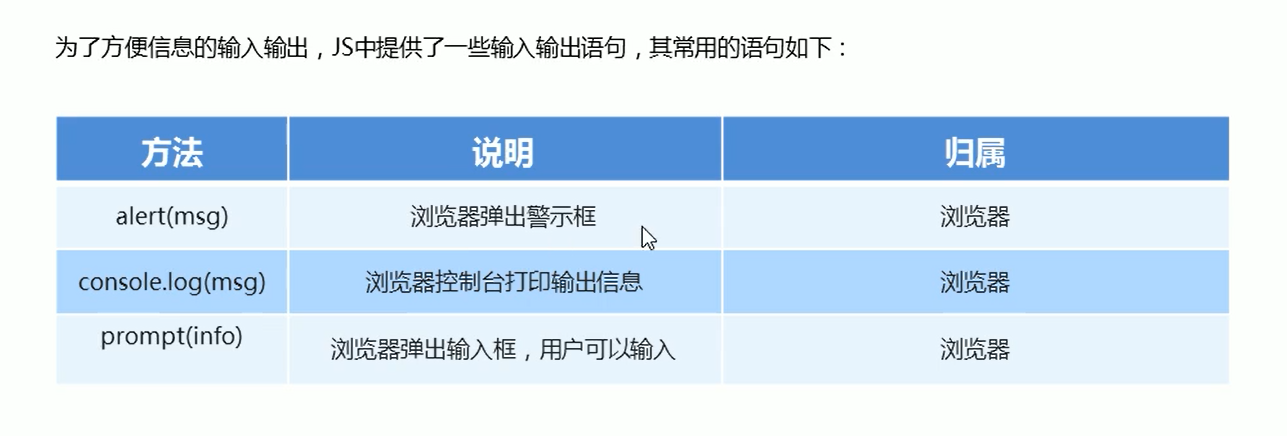 为了方便信息的输入输出，JS中提供了一些输入输出语句，其常用的语句如下：
方法 说明 归属
alert(msg) 浏览器弹出警示框 浏览器
console.log(msg) 浏览器控制台打印输出信息 浏览器
prompt(info) 浏览器弹出输入框，用户可以输入 浏览器